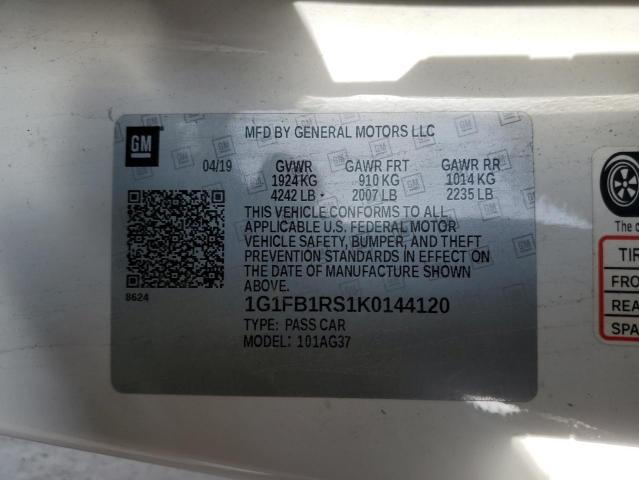 GM
MFD BY GENERAL MOTORS LLC
04/19 GVWR GAWR FRT GAWR RR
1924 KG 910 KG 1014 KG
4242 LB 2007 LB 2235 LB
THIS VEHICLE CONFORMS TO ALL
APPLICABLE U.S. FEDERAL MOTOR
VEHICLE SAFETY, BUMPER, AND THEFT
PREVENTION STANDARDS IN EFFECT ON
THE DATE OF MANUFACTURE SHOWN
ABOVE.
8624
1G1FB1RS1K0144120
TYPE: PASS CAR
MODEL: 101AG37
The
TIR
FRO
REA
SPA